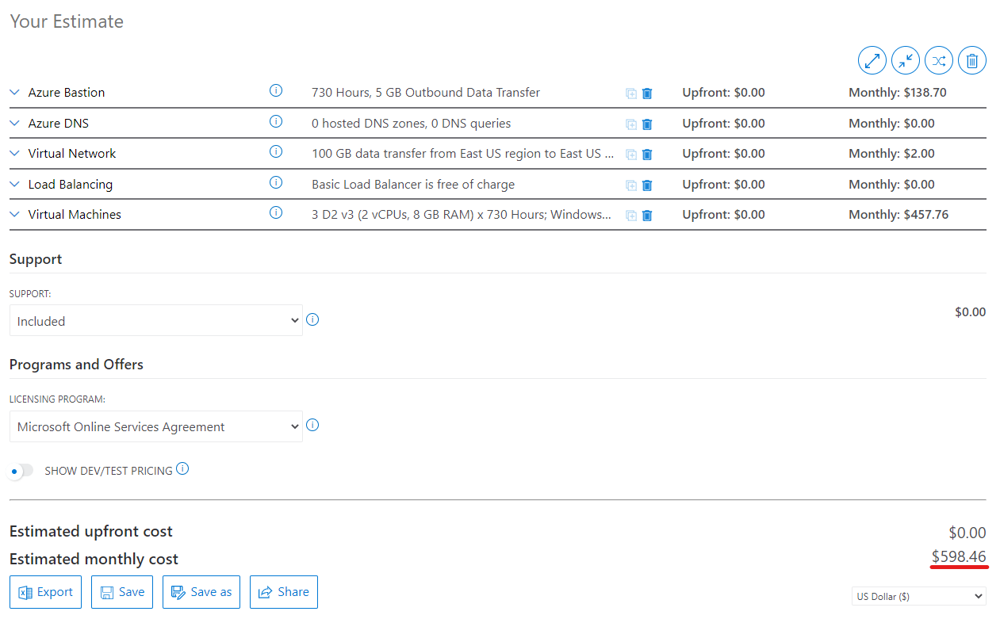 Your Estimate
Azure Bastion 730 Hours, 5 GB Outbound Data Transfer Upfront: $0.00 Monthly: $138.70
Azure DNS 0 hosted DNS zones, 0 DNS queries Upfront: $0.00 Monthly: $0.00
Virtual Network 100 GB data transfer from East US region to East US ... Upfront: $0.00 Monthly: $2.00
Load Balancing Basic Load Balancer is free of charge Upfront: $0.00 Monthly: $0.00
Virtual Machines 3 D2 v3 (2 vCPUs, 8 GB RAM) x 730 Hours; Windows... Upfront: $0.00 Monthly: $457.76
Support
SUPPORT:
Included $0.00
Programs and Offers
LICENSING PROGRAM:
Microsoft Online Services Agreement
SHOW DEV/TEST PRICING
Estimated upfront cost $0.00
Estimated monthly cost $598.46
Export Save Save as Share US Dollar ($)